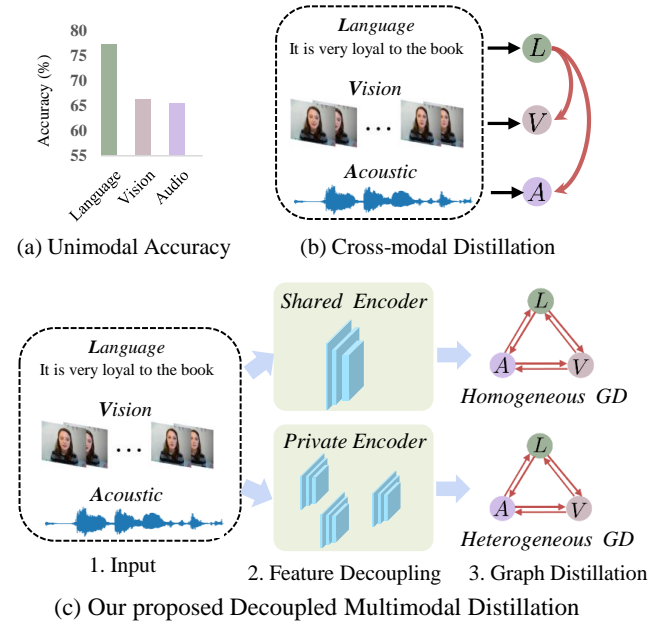 80
75
70
65
60
55
Accuracy (%)
Language
Vision
Audio
(a) Unimodal Accuracy
Language
It is very loyal to the book
Vision
...
Acoustic
L
V
A
(b) Cross-modal Distillation
Language
It is very loyal to the book
Vision
...
Acoustic
1. Input
Shared Encoder
Private Encoder
2. Feature Decoupling
L
A
V
Homogeneous GD
L
A
V
Heterogeneous GD
3. Graph Distillation
(c) Our proposed Decoupled Multimodal Distillation